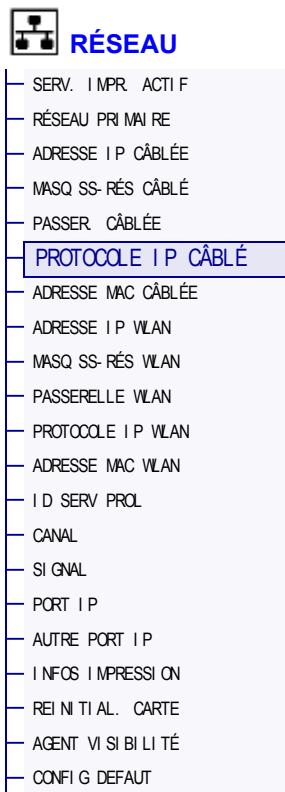 RÉSEAU
SERV. IMPR. ACTIF
RÉSEAU PRIMAIRE
ADRESSE IP CÂBLÉE
MASQ SS-RÉS CÂBLÉ
PASSER. CÂBLÉE
PROTOCOLE IP CÂBLÉ
ADRESSE MAC CÂBLÉE
ADRESSE IP WLAN
MASQ SS-RÉS WLAN
PASSERELLE WLAN
PROTOCOLE IP WLAN
ADRESSE MAC WLAN
ID SERV PROL
CANAL
SIGNAL
PORT IP
AUTRE PORT IP
INFOS IMPRESSION
REINITIAL. CARTE
AGENT VISIBILITÉ
CONFIG DEFAUT